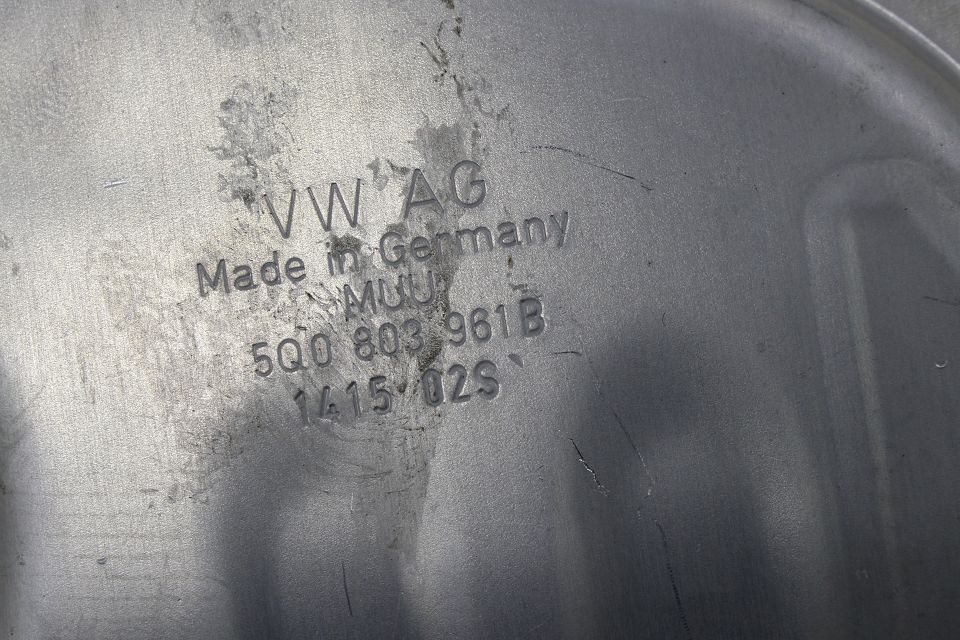 VW AG
Made in Germany
MUU
5Q0 803 961B
1415 02S